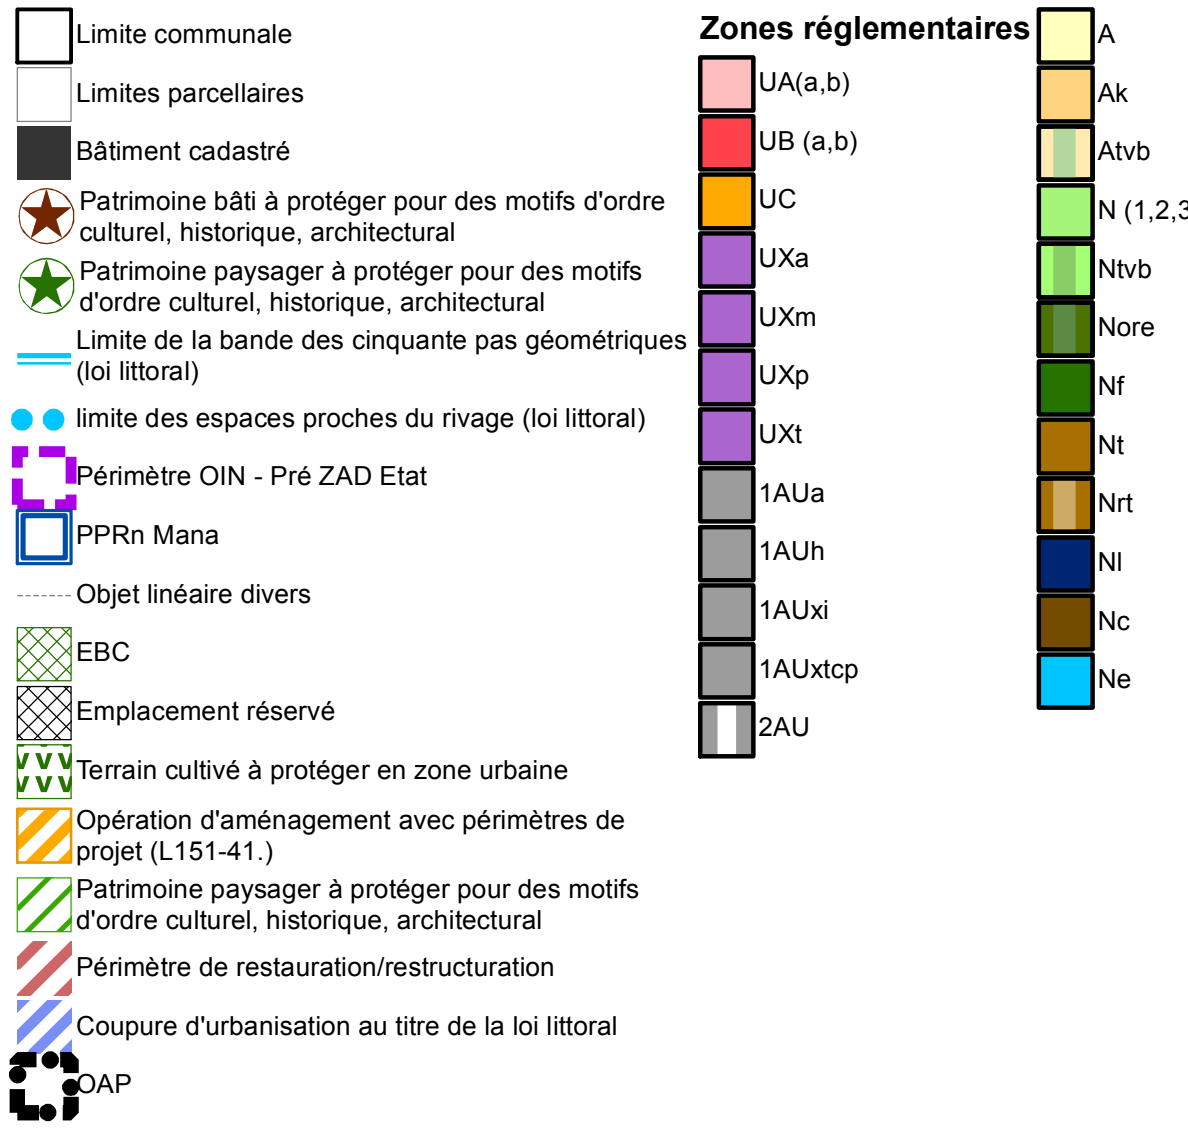 Limite communale
Limites parcellaires
Bâtiment cadastré
Patrimoine bâti à protéger pour des motifs d'ordre
culturel, historique, architectural
Patrimoine paysager à protéger pour des motifs
d'ordre culturel, historique, architectural
Limite de la bande des cinquante pas géométriques
(loi littoral)
limite des espaces proches du rivage (loi littoral)
Périmètre OIN - Pré ZAD Etat
PPRn Mana
Objet linéaire divers
EBC
Emplacement réservé
Terrain cultivé à protéger en zone urbaine
Opération d'aménagement avec périmètres de
projet (L151-41.)
Patrimoine paysager à protéger pour des motifs
d'ordre culturel, historique, architectural
Périmètre de restauration/restructuration
Coupure d'urbanisation au titre de la loi littoral
OAP
Zones réglementaires
UA(a,b)
UB (a,b)
UC
UXa
UXm
UXp
UXt
1AUa
1AUh
1AUxi
1AUxtcp
2AU
A
Ak
Atvb
N (1,2,3
Ntvb
Nore
Nf
Nt
Nrt
Nl
Nc
Ne